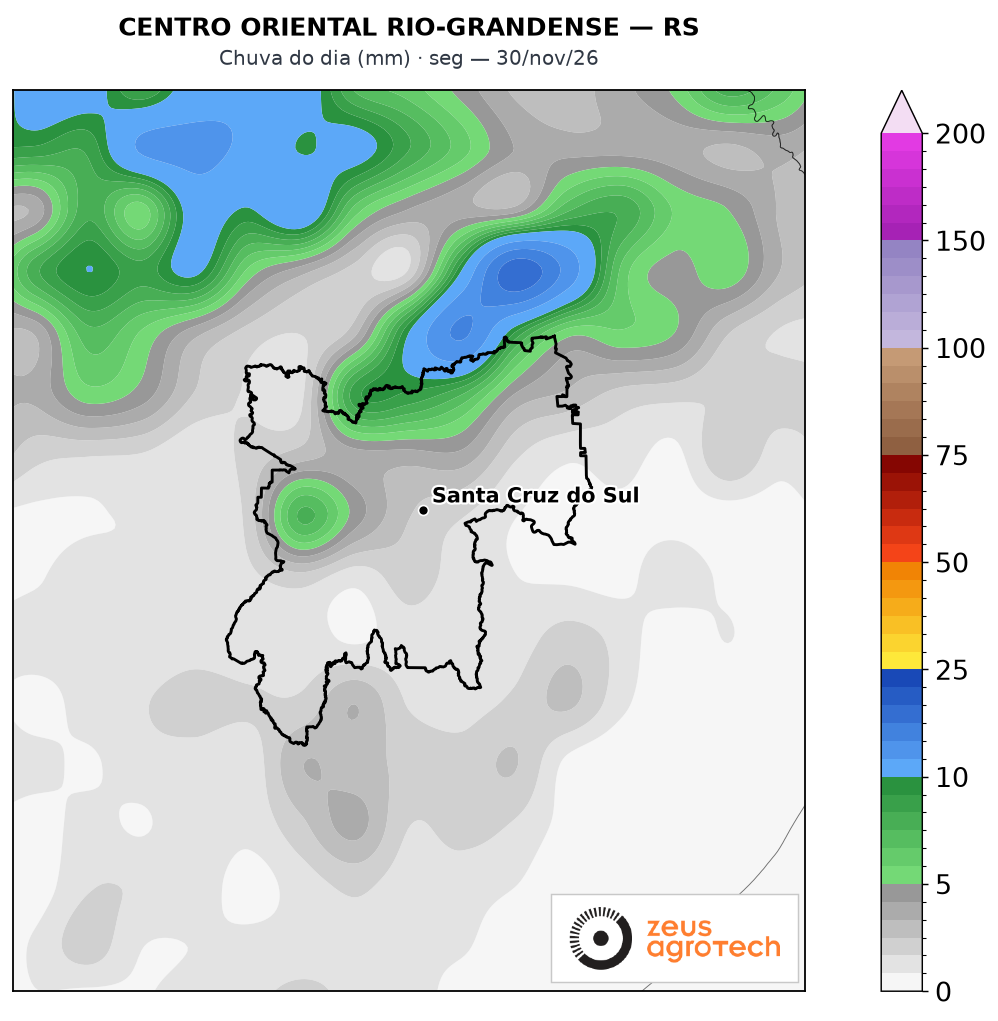 CENTRO ORIENTAL RIO-GRANDENSE — RS
Chuva do dia (mm) · seg — 30/nov/26
200
150
100
75
50
25
10
5
0
Santa Cruz do Sul
zeus
agrotech